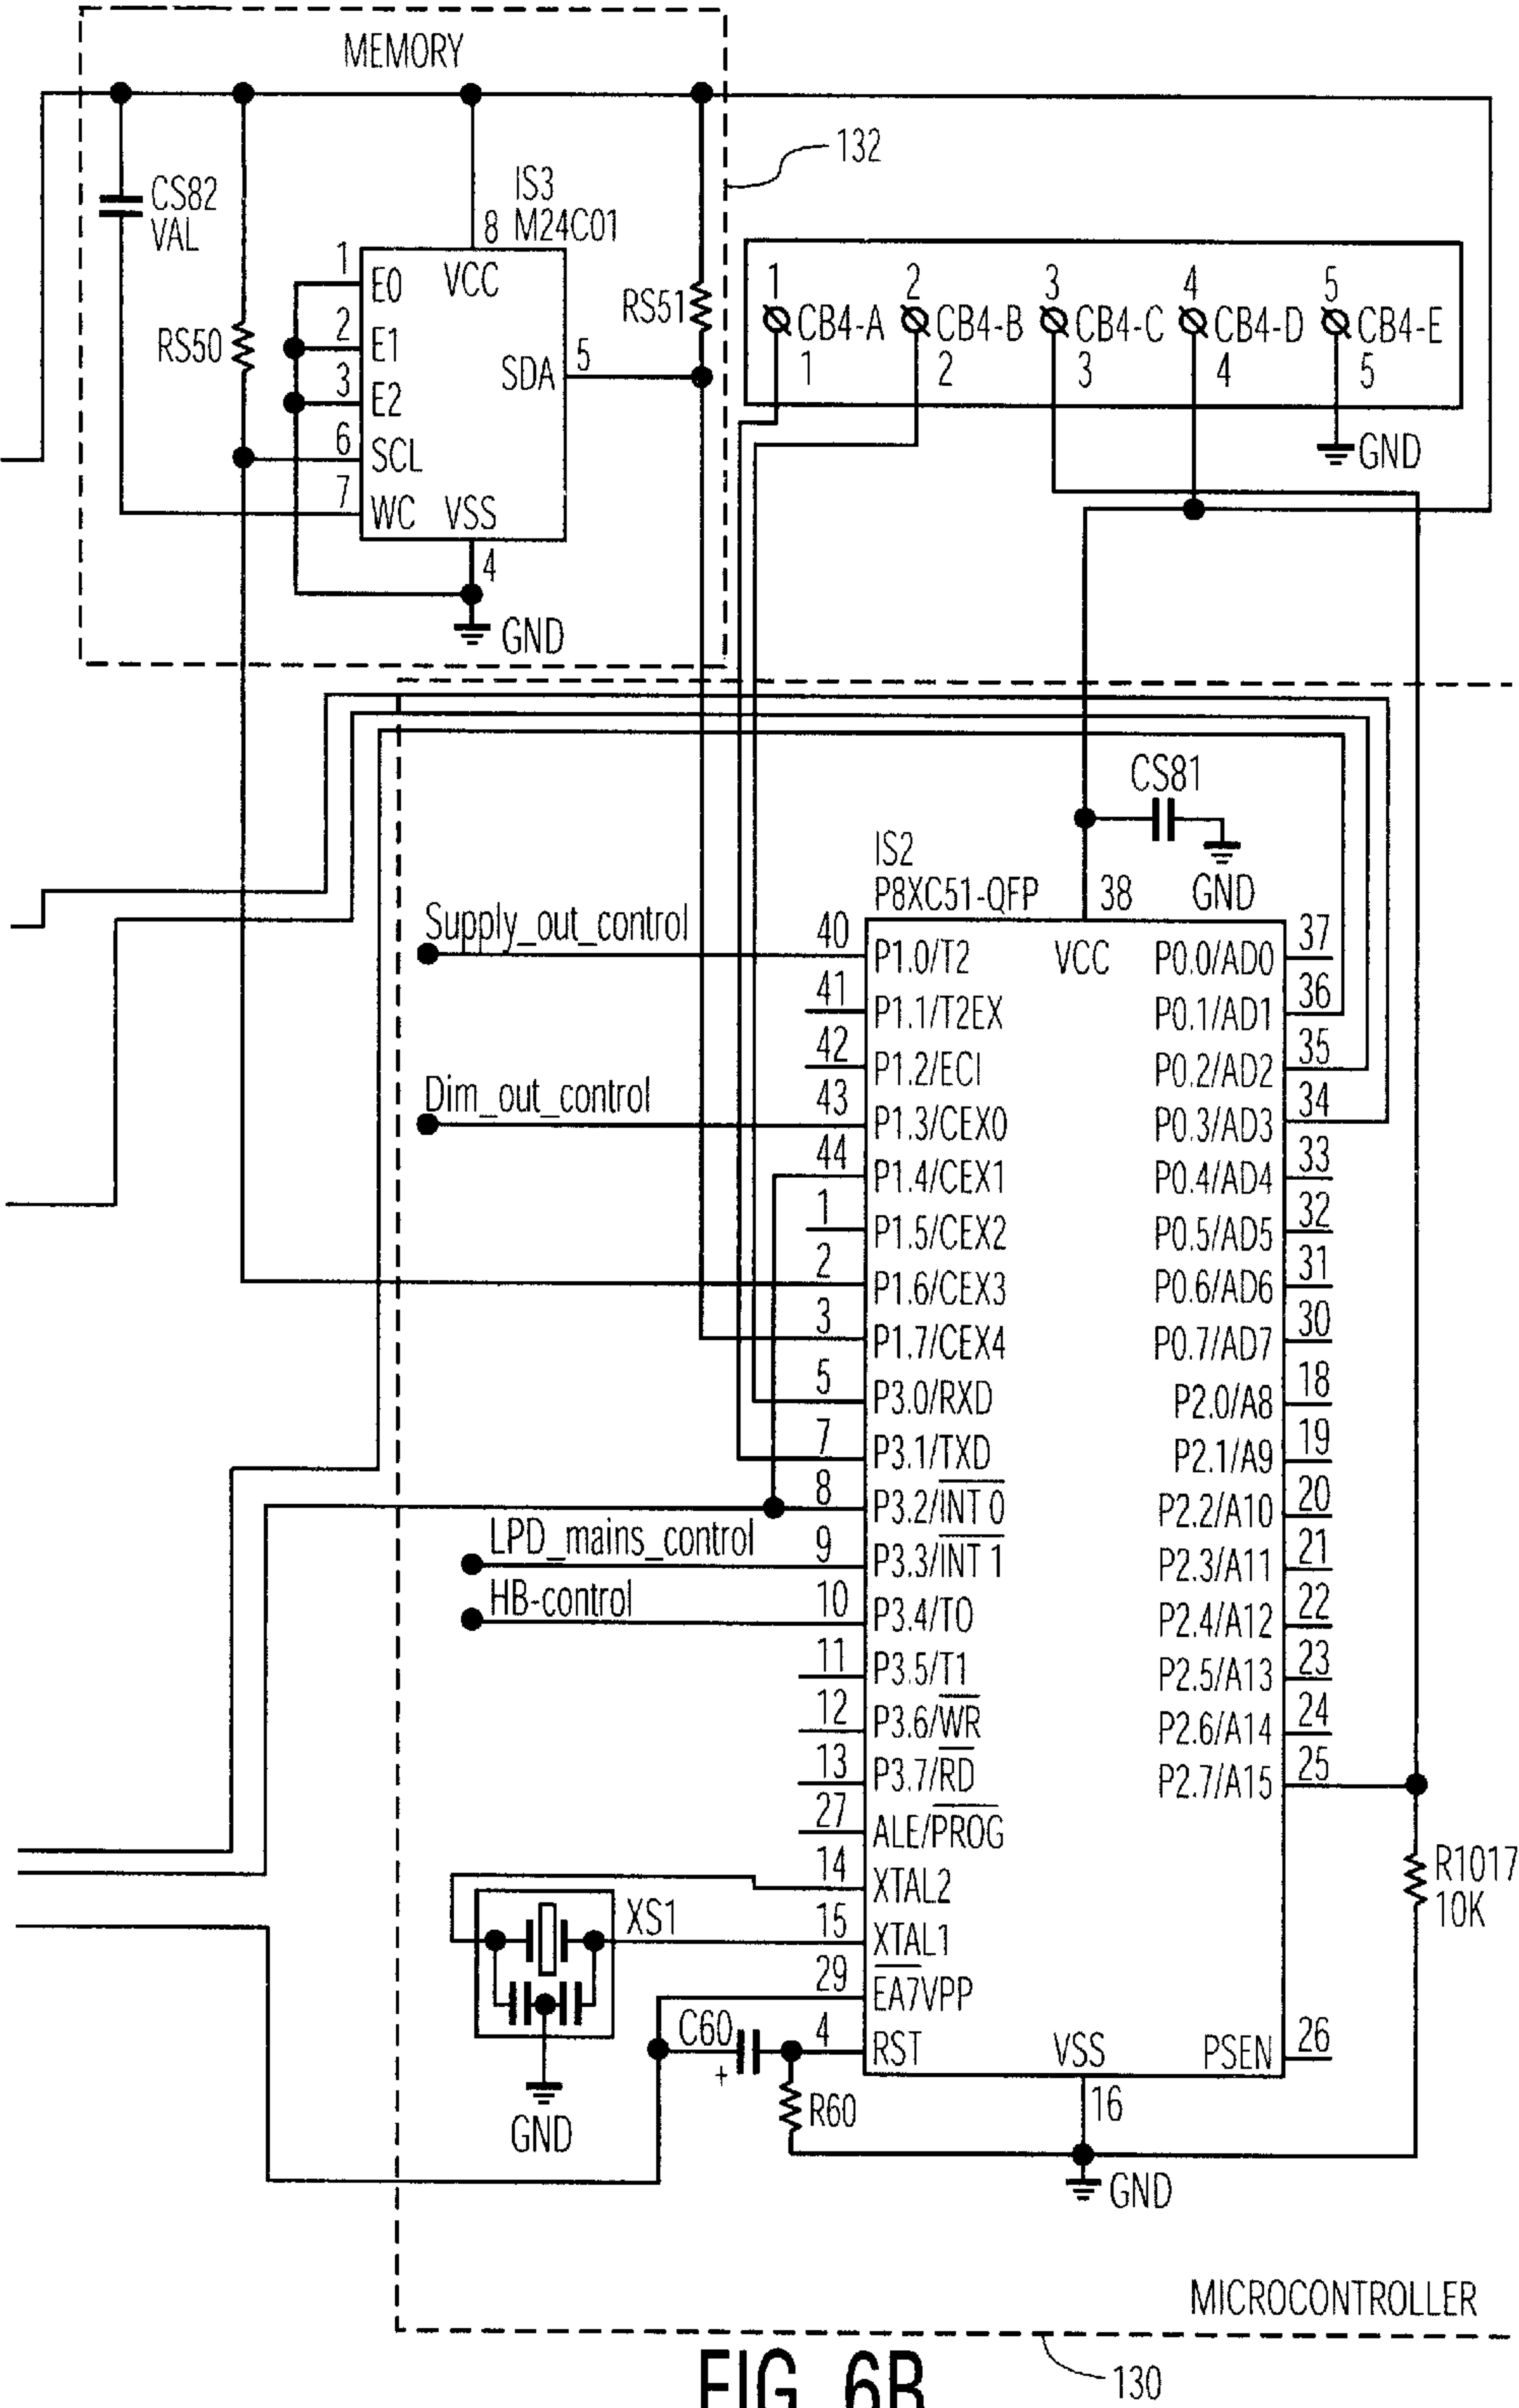 MEMORY
132
CS82
VAL
IS3
M24C01
8
1
E0
VCC
2
E1
3
E2
SDA
5
6
SCL
7
WC
VSS
4
GND
RS50
RS51
1
2
3
4
5
CB4-A
CB4-B
CB4-C
CB4-D
CB4-E
1
2
3
4
5
GND
CS81
GND
IS2
P8XC51-QFP
38
VCC
Supply_out_control
40
P1.0/T2
41
P1.1/T2EX
42
P1.2/ECI
Dim_out_control
43
P1.3/CEX0
44
P1.4/CEX1
1
P1.5/CEX2
2
P1.6/CEX3
3
P1.7/CEX4
5
P3.0/RXD
7
P3.1/TXD
8
P3.2/INT 0
LPD_mains_control
9
P3.3/INT 1
HB-control
10
P3.4/TO
11
P3.5/T1
12
P3.6/WR
13
P3.7/RD
27
ALE/PROG
14
XTAL2
XS1
15
XTAL1
29
EA7VPP
C60
+
4
RST
R60
GND
P0.0/AD0
37
P0.1/AD1
36
P0.2/AD2
35
P0.3/AD3
34
P0.4/AD4
33
P0.5/AD5
32
P0.6/AD6
31
P0.7/AD7
30
P2.0/A8
18
P2.1/A9
19
P2.2/A10
20
P2.3/A11
21
P2.4/A12
22
P2.5/A13
23
P2.6/A14
24
P2.7/A15
25
R1017
10K
PSEN
26
VSS
16
GND
MICROCONTROLLER
130
FIG. 6B